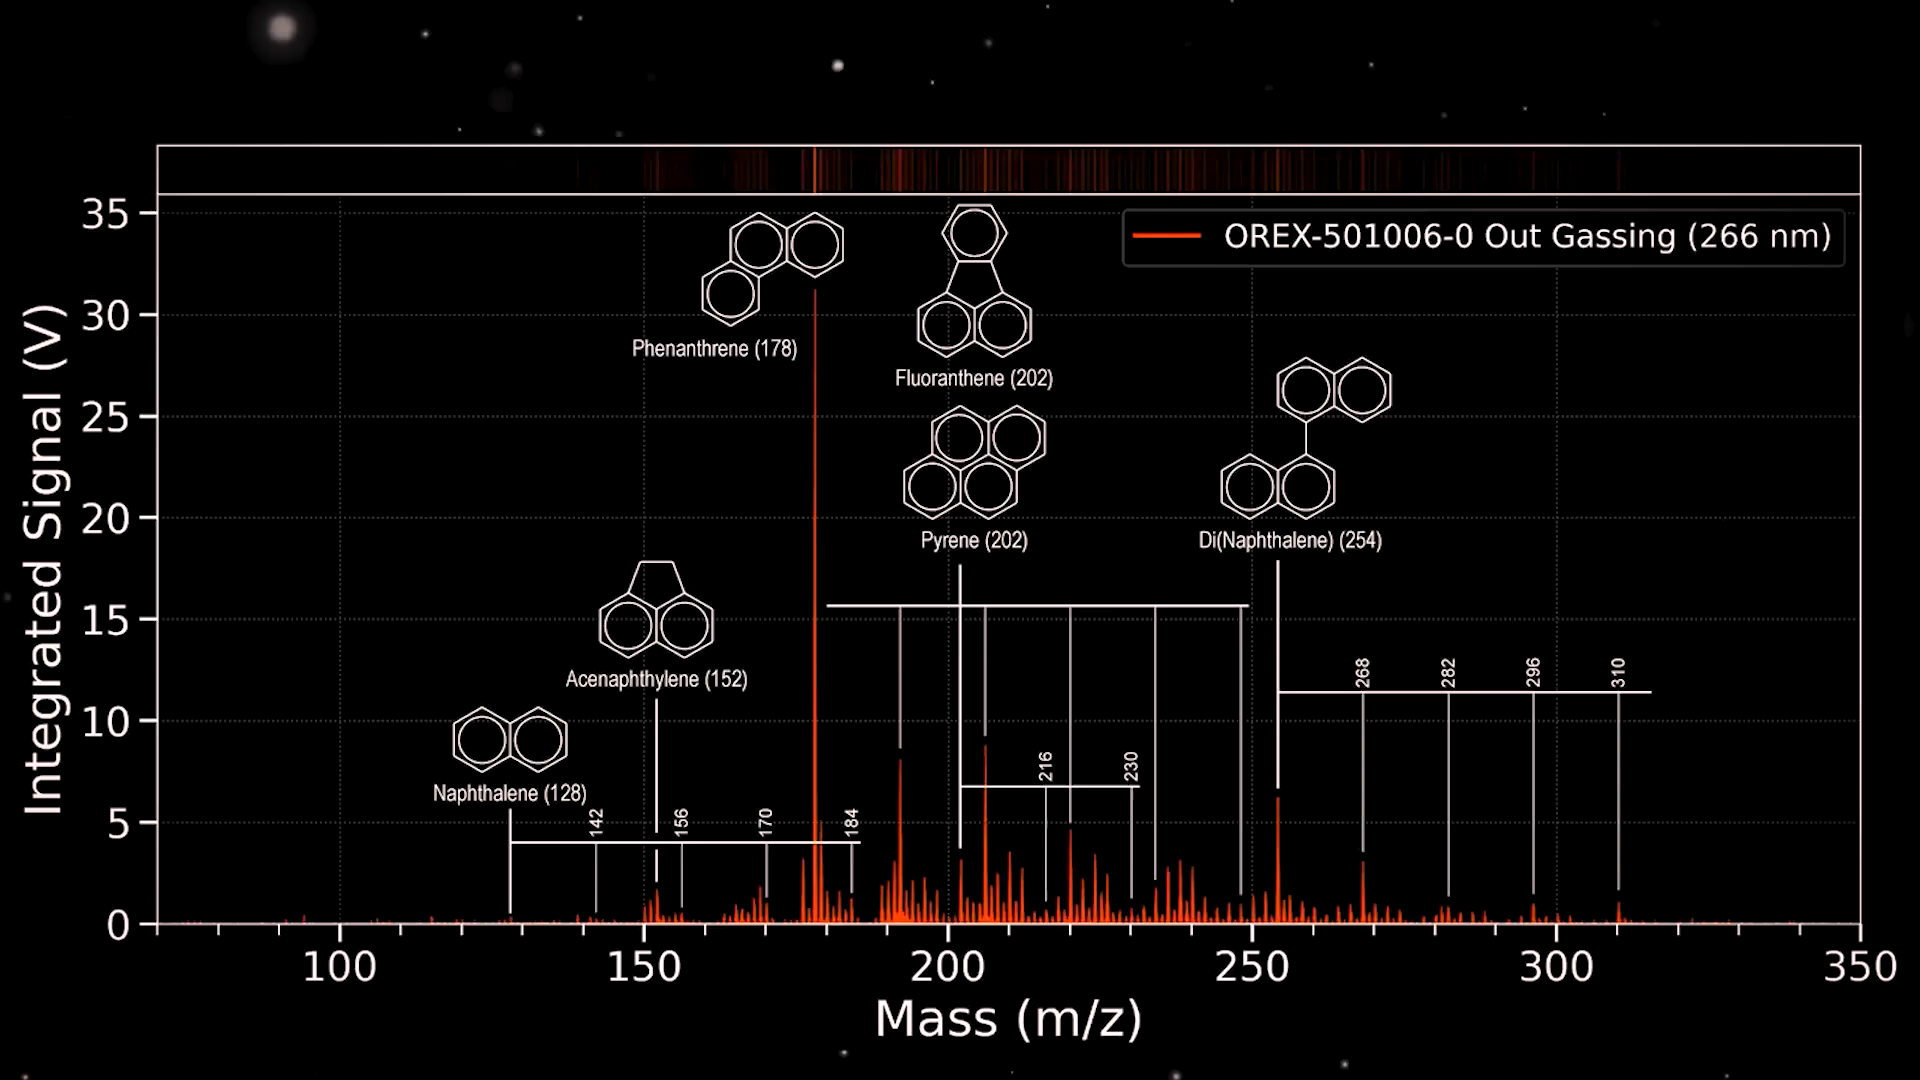 OREX-501006-0 Out Gassing (266 nm)
Phenanthrene (178)
Fluoranthene (202)
Pyrene (202)
Di(Naphthalene) (254)
Acenaphthylene (152)
Naphthalene (128)
142
156
170
184
216
230
268
282
296
310
Integrated Signal (V)
35
30
25
20
15
10
5
0
100
150
200
250
300
350
Mass (m/z)